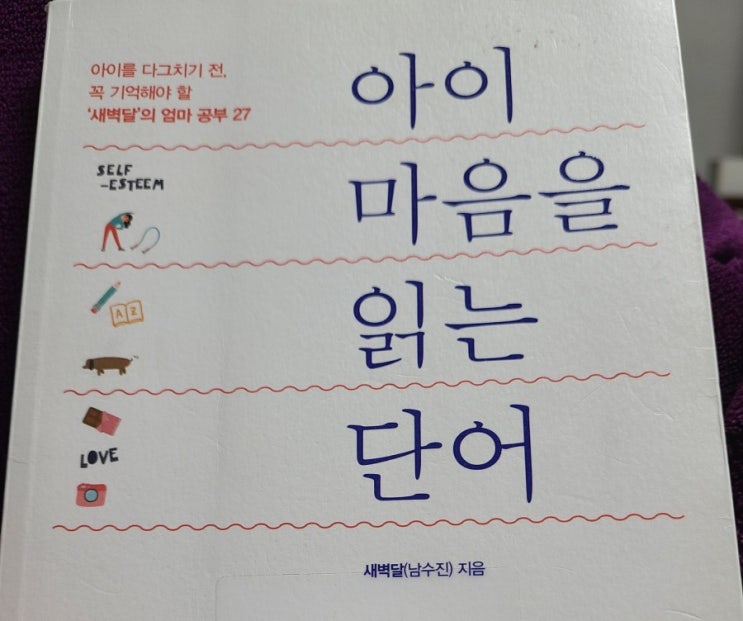 아이를 다그치기 전,
꼭 기억해야 할
'새벽달'의 엄마 공부 27
아이
마음을
읽는
단어
SELF
-ESTEEM
A Z
LOVE
새벽달(남수진) 지음